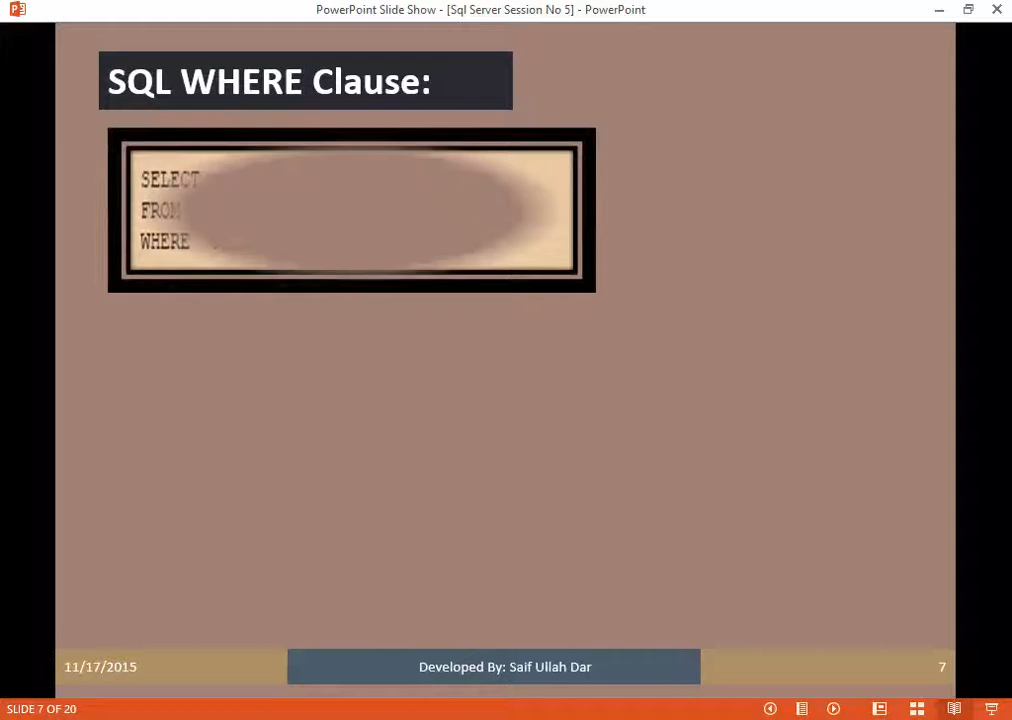 PowerPoint Slide Show - [Sql Server Session No 5] - PowerPoint
SQL WHERE Clause:
SELECT
FROM
WHERE
11/17/2015
Developed By: Saif Ullah Dar
7
SLIDE 7 OF 20